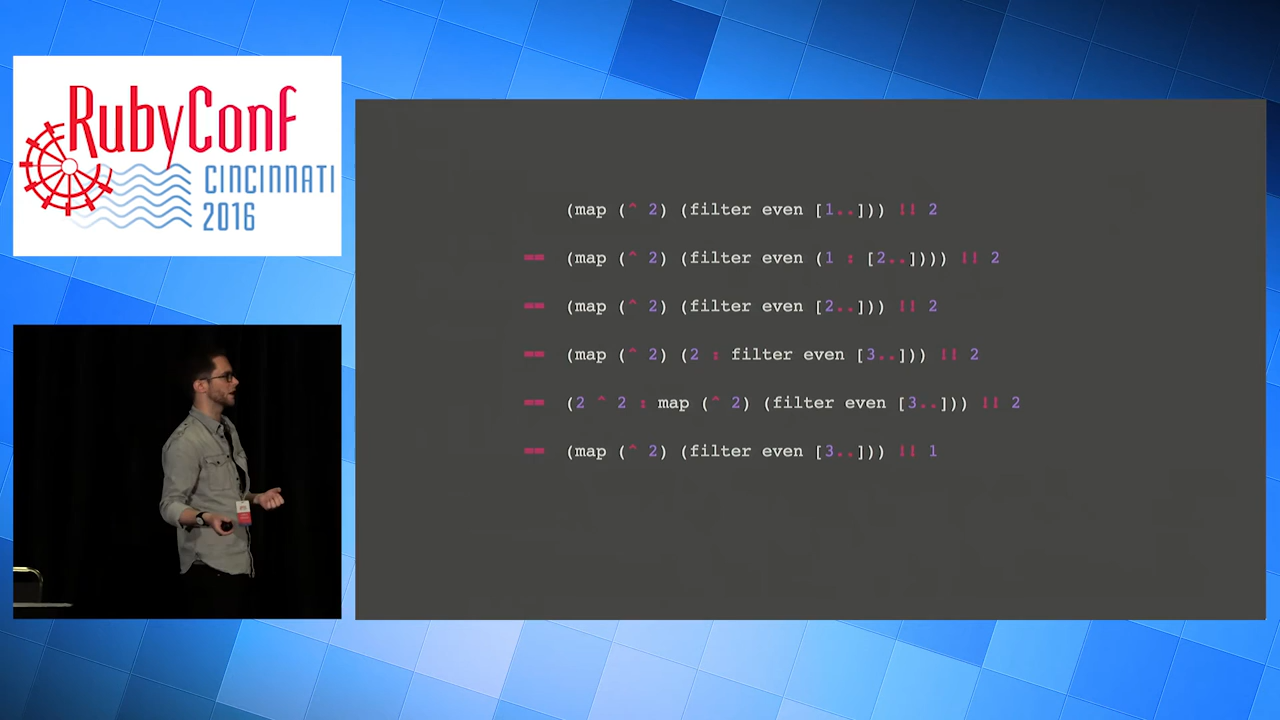 RubyConf
CINCINNATI
2016
(map (^ 2) (filter even [1..])) !! 2
== (map (^ 2) (filter even (1 : [2..]))) !! 2
== (map (^ 2) (filter even [2..])) !! 2
== (map (^ 2) (2 : filter even [3..])) !! 2
== (2 ^ 2 : map (^ 2) (filter even [3..])) !! 2
== (map (^ 2) (filter even [3..])) !! 1